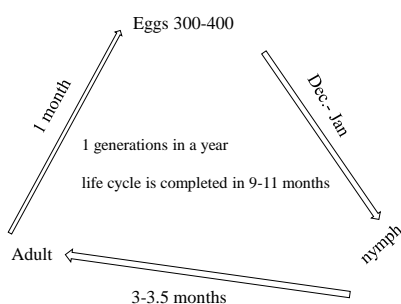 Eggs 300-400
1 month
Dec.- Jan
1 generations in a year
life cycle is completed in 9-11 months
Adult
nymph
3-3.5 months